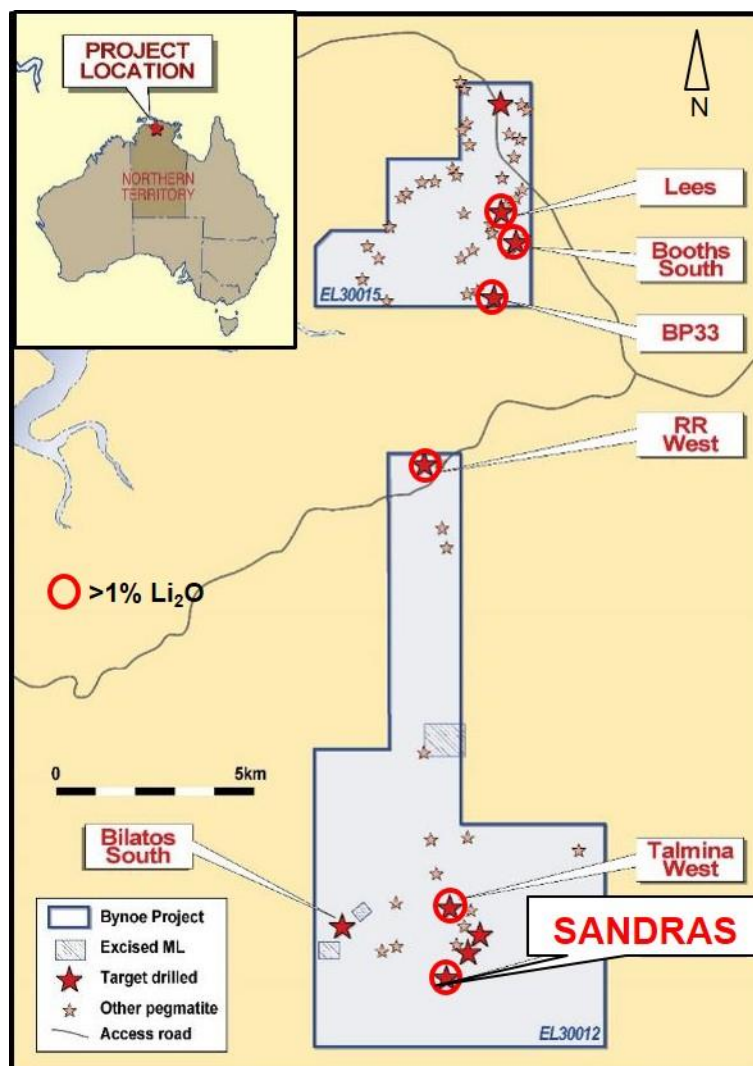 PROJECT
LOCATION
NORTHERN
TERRITORY
N
Lees
Booths
South
EL30015
BP33
RR
West
>1% Li₂O
0 5km
Bilatos
South
Talmina
West
SANDRAS
Bynoe Project
Excised ML
Target drilled
Other pegmatite
Access road
EL30012